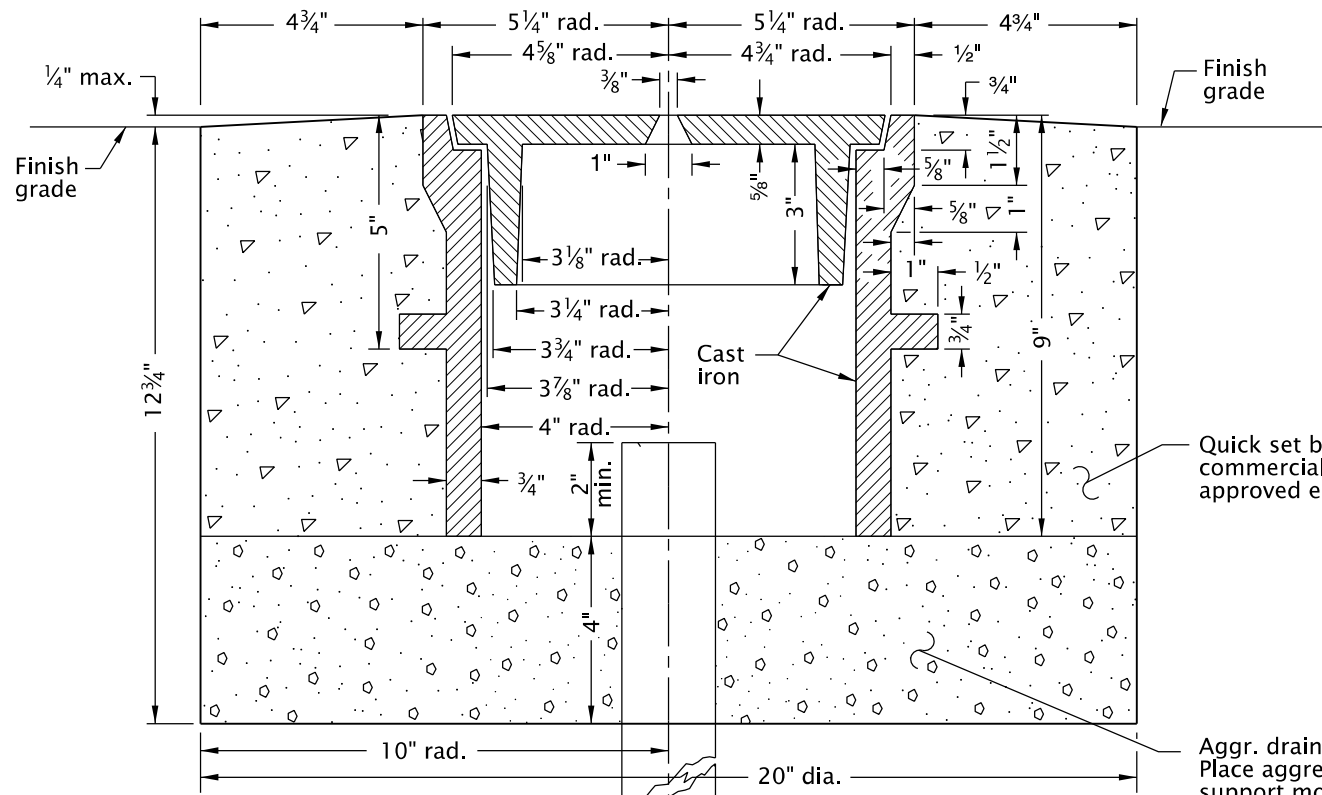 4¾"
5¼" rad.
5¼" rad.
4¾"
4⅝" rad.
4¾" rad.
½"
¼" max.
⅜"
¾"
Finish
grade
Finish
grade
1"
⅝"
3"
⅝"
1½"
5"
⅝"
1"
3⅛" rad.
1"
½"
3¼" rad.
¾"
9"
3¾" rad.
Cast
iron
3⅞" rad.
12¾"
4" rad.
¾"
2"
min.
Quick set b
commercial
approved e
4"
10" rad.
20" dia.
Aggr. drain
Place aggre
support mo